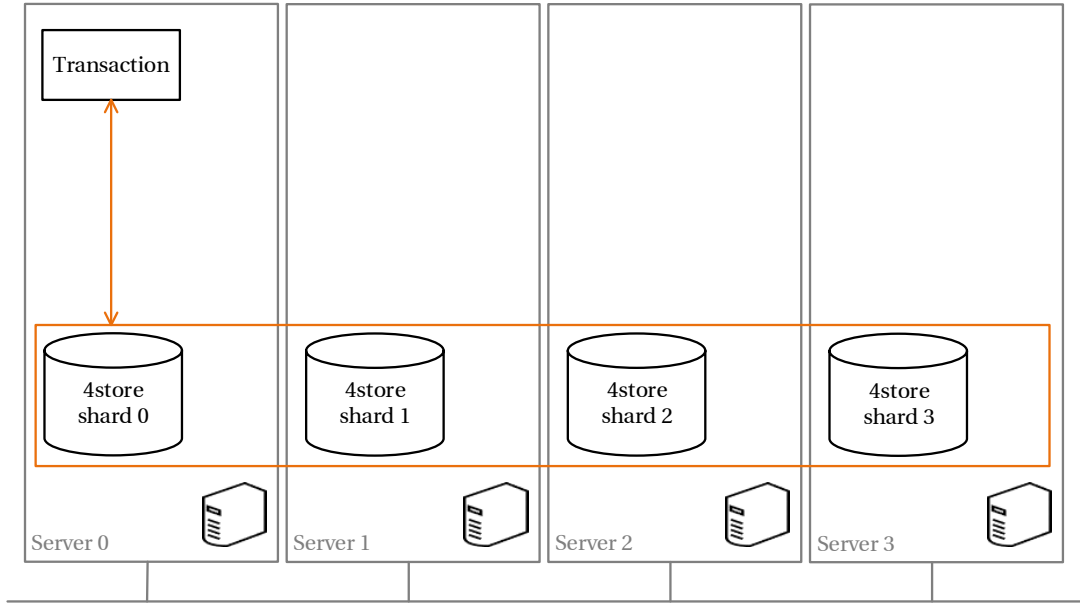 Transaction
4store
shard 0
4store
shard 1
4store
shard 2
4store
shard 3
Server 0
Server 1
Server 2
Server 3